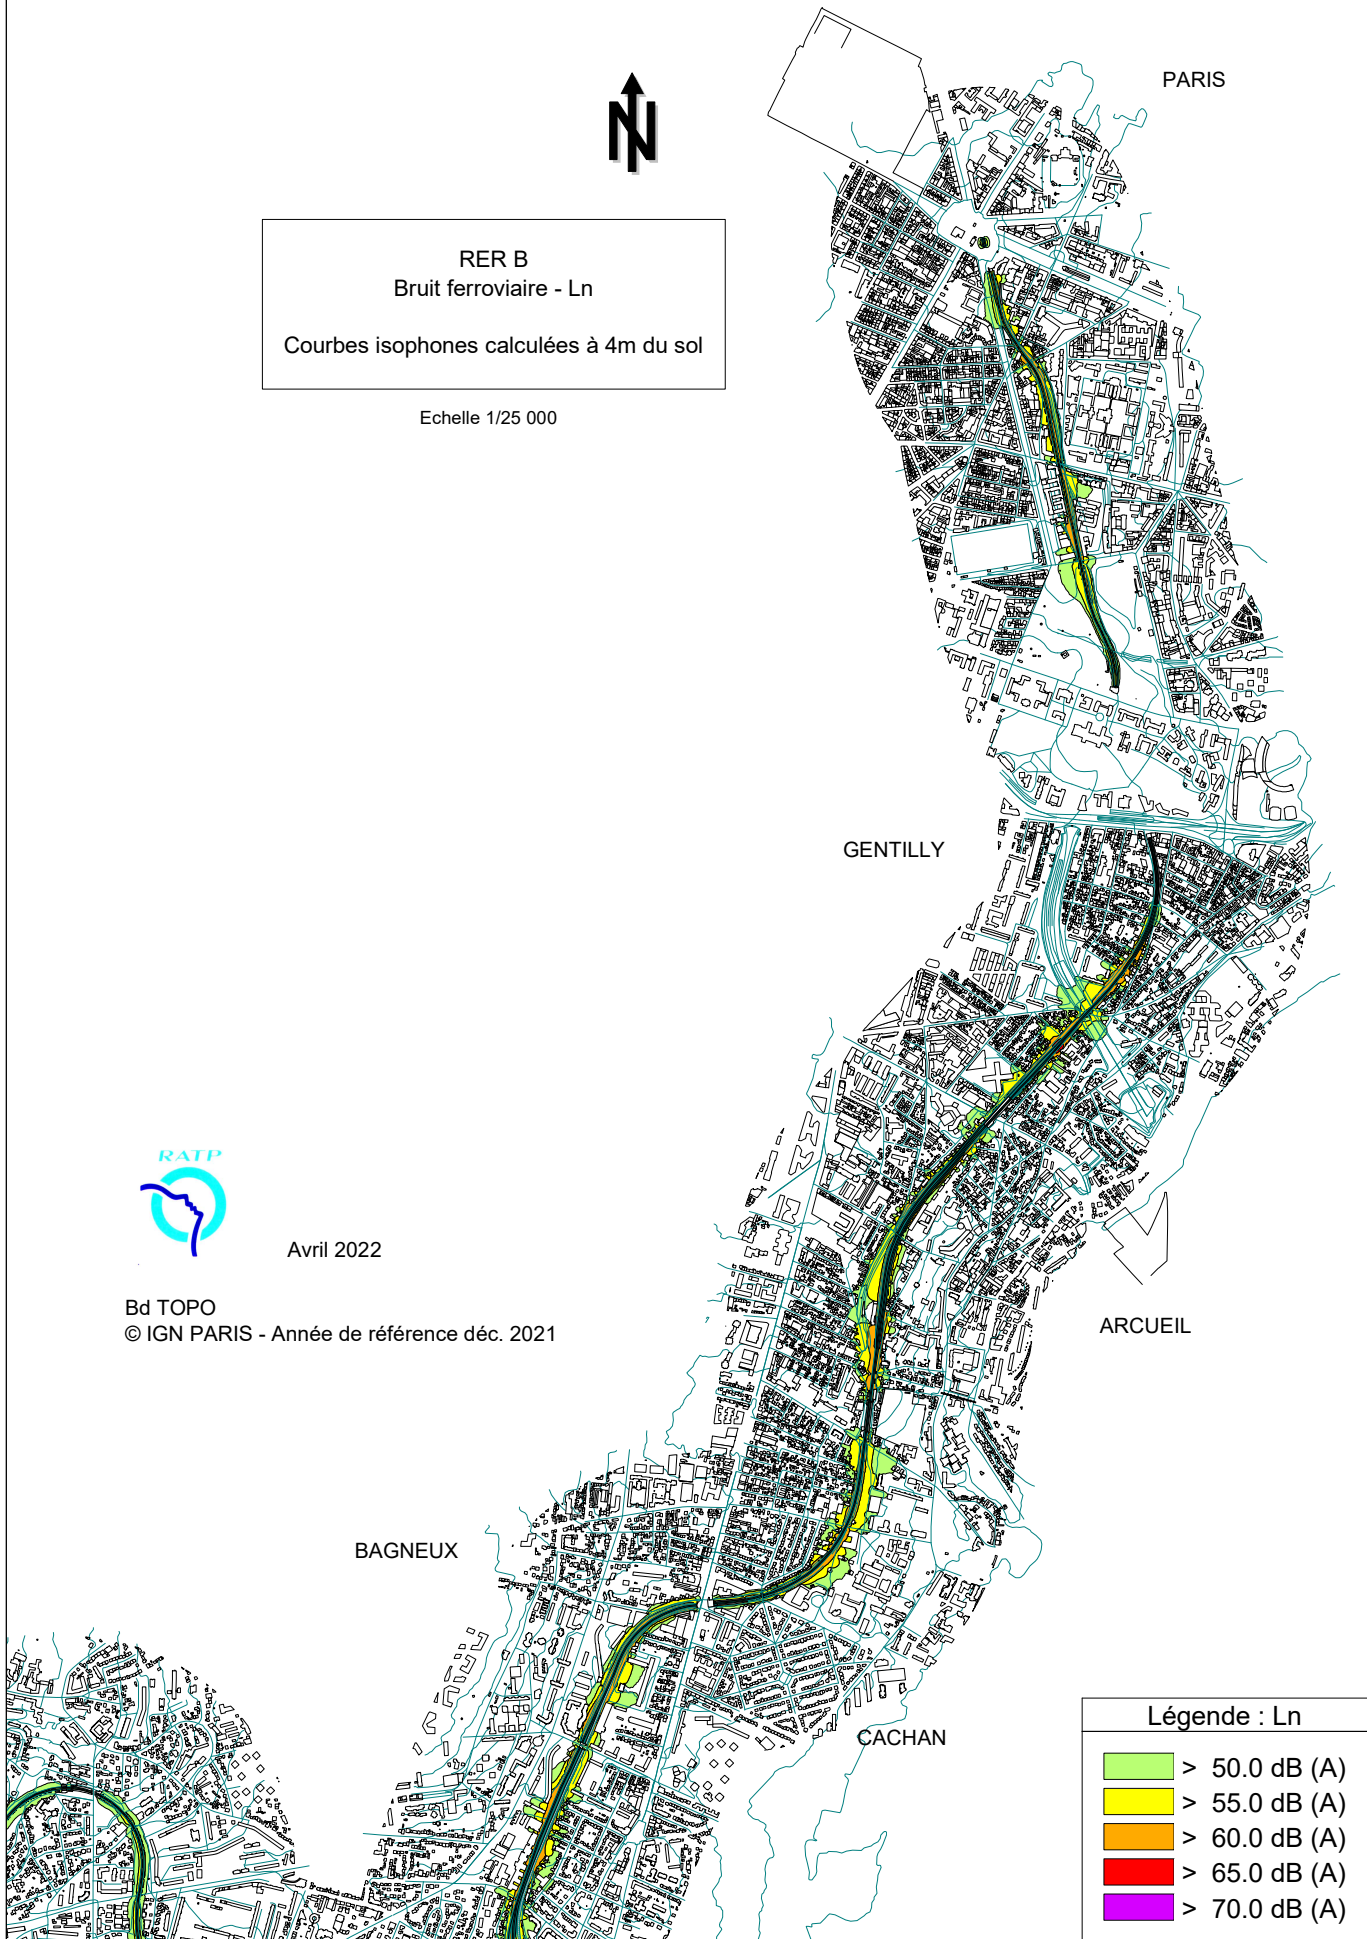 PARIS
N
RER B
Bruit ferroviaire - Ln
Courbes isophones calculées à 4m du sol
Echelle 1/25 000
GENTILLY
RATP
Avril 2022
Bd TOPO
© IGN PARIS - Année de référence déc. 2021
ARCUEIL
BAGNEUX
CACHAN
Légende : Ln
> 50.0 dB (A)
> 55.0 dB (A)
> 60.0 dB (A)
> 65.0 dB (A)
> 70.0 dB (A)